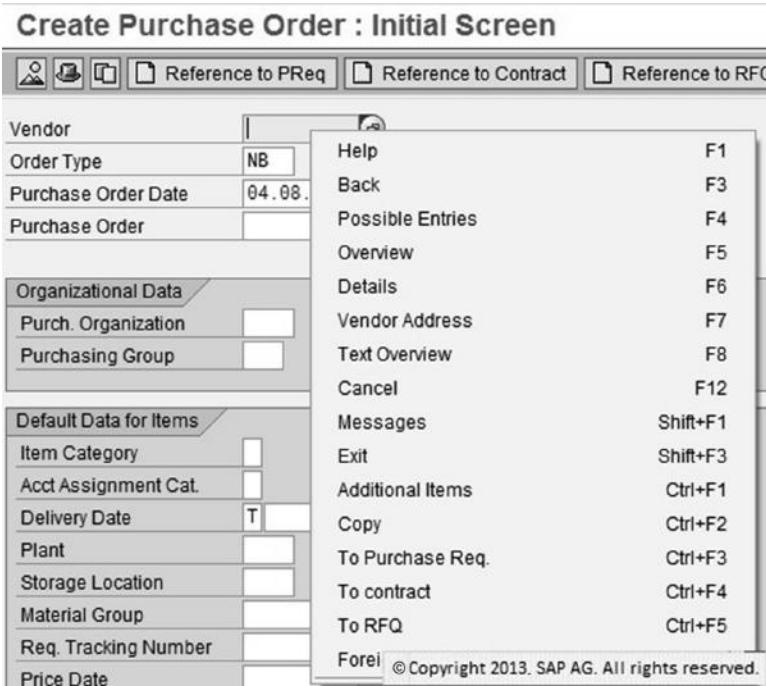 Create Purchase Order : Initial Screen
Reference to PReq Reference to Contract Reference to
Vendor
Order Type NB
Purchase Order Date 04.08.
Purchase Order
Organizational Data
Purch. Organization
Purchasing Group
Default Data for Items
Item Category
Acct Assignment Cat.
Delivery Date T
Plant
Storage Location
Material Group
Req. Tracking Number
Price Date
Help F1
Back F3
Possible Entries F4
Overview F5
Details F6
Vendor Address F7
Text Overview F8
Cancel F12
Messages Shift+F1
Exit Shift+F3
Additional Items Ctrl+F1
Copy Ctrl+F2
To Purchase Req. Ctrl+F3
To contract Ctrl+F4
To RFQ Ctrl+F5
Forei
© Copyright 2013. SAP AG. All rights reserved.